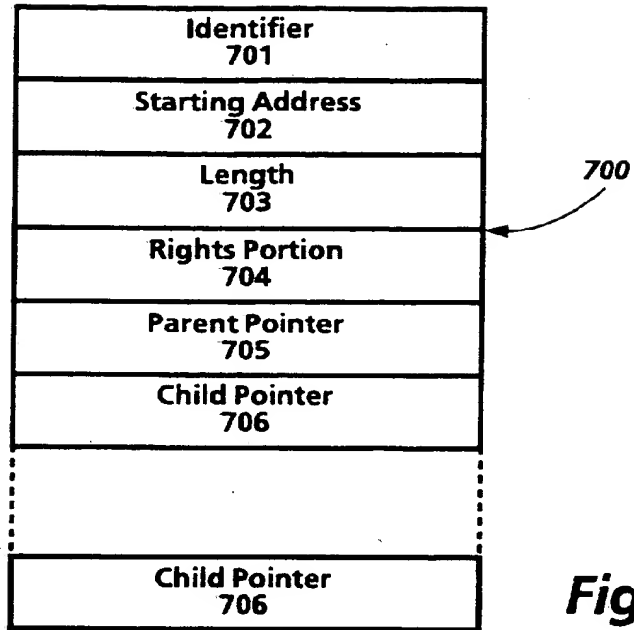 Identifier
701
Starting Address
702
Length
703
700
Rights Portion
704
Parent Pointer
705
Child Pointer
706
Child Pointer
706
Fig